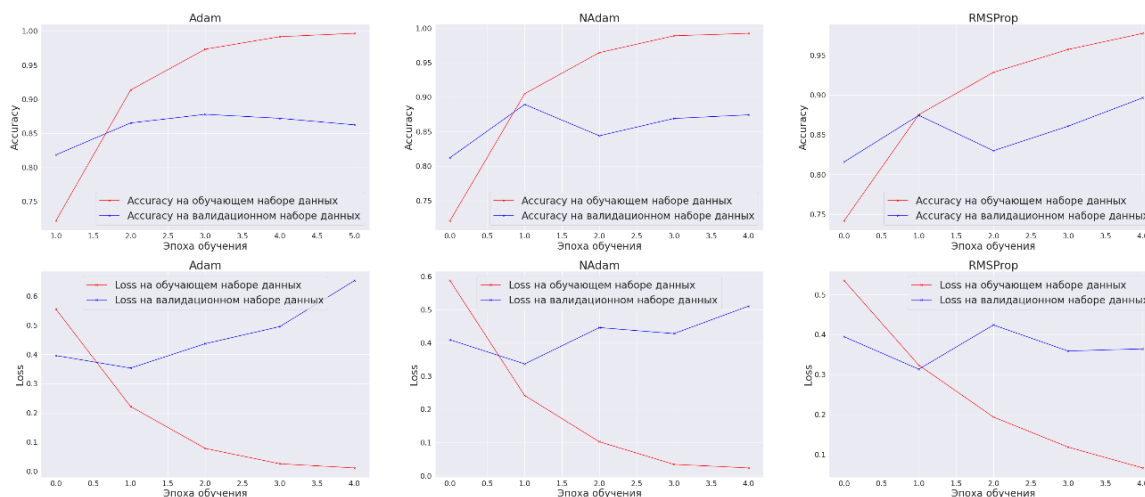 Adam
1.00
0.95
0.90
0.85
0.80
0.75
Accuracy
Accuracy на обучающем наборе данных
Accuracy на валидационном наборе данных
1.0 1.5 2.0 2.5 3.0 3.5 4.0 4.5 5.0
Эпоха обучения
NAdam
1.00
0.95
0.90
0.85
0.80
0.75
Accuracy
Accuracy на обучающем наборе данных
Accuracy на валидационном наборе данных
0.0 0.5 1.0 1.5 2.0 2.5 3.0 3.5 4.0
Эпоха обучения
RMSProp
0.95
0.90
0.85
0.80
0.75
Accuracy
Accuracy на обучающем наборе данных
Accuracy на валидационном наборе данных
0.0 0.5 1.0 1.5 2.0 2.5 3.0 3.5 4.0
Эпоха обучения
Adam
Loss на обучающем наборе данных
Loss на валидационном наборе данных
0.6
0.5
0.4
0.3
0.2
0.1
0.0
Loss
0.0 0.5 1.0 1.5 2.0 2.5 3.0 3.5 4.0
Эпоха обучения
NAdam
Loss на обучающем наборе данных
Loss на валидационном наборе данных
0.6
0.5
0.4
0.3
0.2
0.1
0.0
Loss
0.0 0.5 1.0 1.5 2.0 2.5 3.0 3.5 4.0
Эпоха обучения
RMSProp
Loss на обучающем наборе данных
Loss на валидационном наборе данных
0.5
0.4
0.3
0.2
0.1
Loss
0.0 0.5 1.0 1.5 2.0 2.5 3.0 3.5 4.0
Эпоха обучения